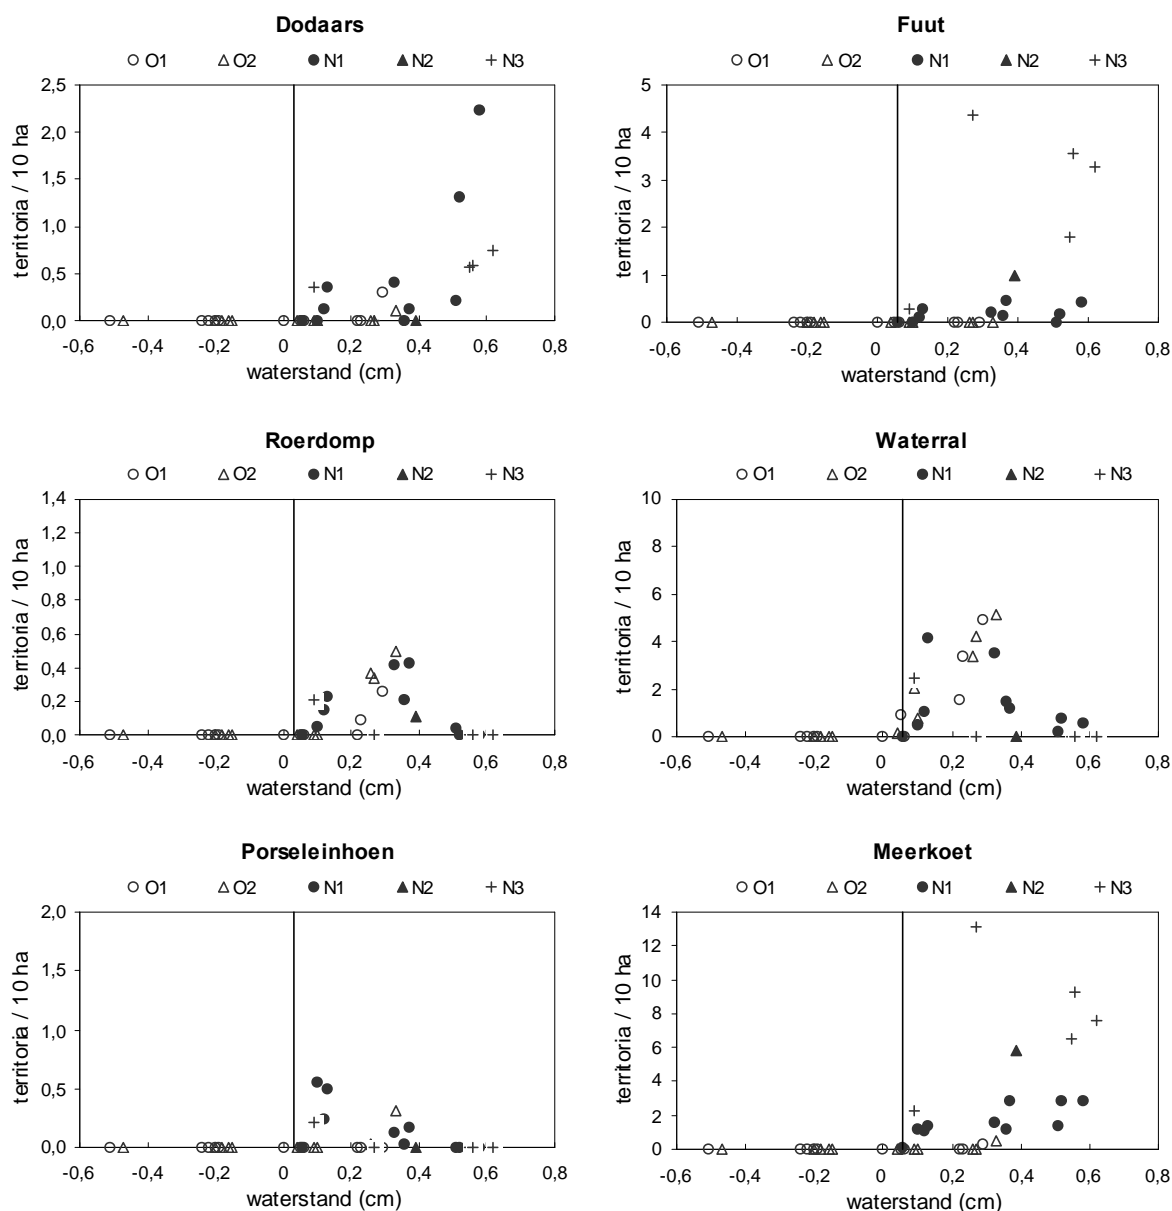 Dodaars
O1 O2 N1 N2 N3
2,5
2,0
1,5
1,0
0,5
0,0
territoria / 10 ha
-0,6 -0,4 -0,2 0 0,2 0,4 0,6 0,8
waterstand (cm)
Fuut
O1 O2 N1 N2 N3
5
4
3
2
1
0
territoria / 10 ha
-0,6 -0,4 -0,2 0 0,2 0,4 0,6 0,8
waterstand (cm)
Roerdomp
O1 O2 N1 N2 N3
1,4
1,2
1,0
0,8
0,6
0,4
0,2
0,0
territoria / 10 ha
-0,6 -0,4 -0,2 0 0,2 0,4 0,6 0,8
waterstand (cm)
Waterral
O1 O2 N1 N2 N3
10
8
6
4
2
0
territoria / 10 ha
-0,6 -0,4 -0,2 0 0,2 0,4 0,6 0,8
waterstand (cm)
Porseleinhoen
O1 O2 N1 N2 N3
2,0
1,5
1,0
0,5
0,0
territoria / 10 ha
-0,6 -0,4 -0,2 0 0,2 0,4 0,6 0,8
waterstand (cm)
Meerkoet
O1 O2 N1 N2 N3
14
12
10
8
6
4
2
0
territoria / 10 ha
-0,6 -0,4 -0,2 0 0,2 0,4 0,6 0,8
waterstand (cm)